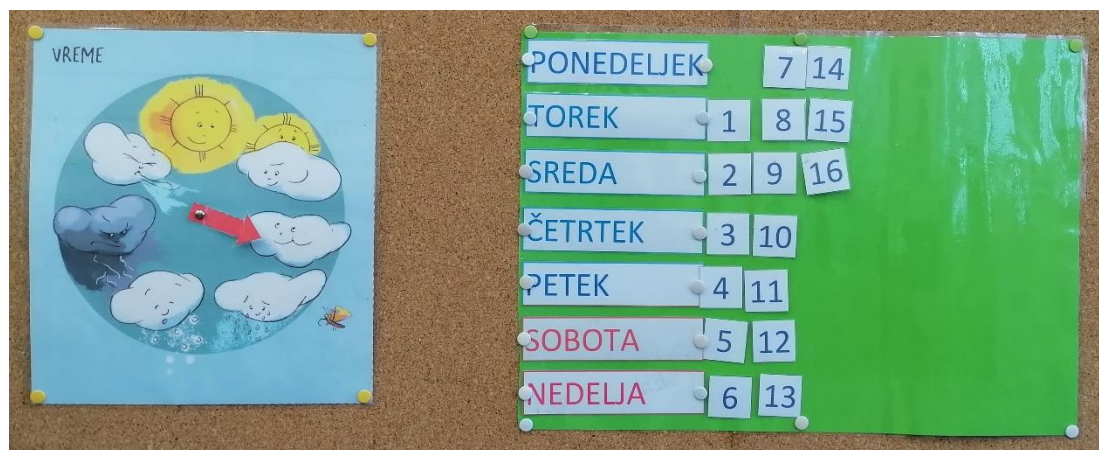 VREME
PONEDELJEK 7 14
TOREK 1 8 15
SREDA 2 9 16
ČETRTEK 3 10
PETEK 4 11
SOBOTA 5 12
NEDELJA 6 13